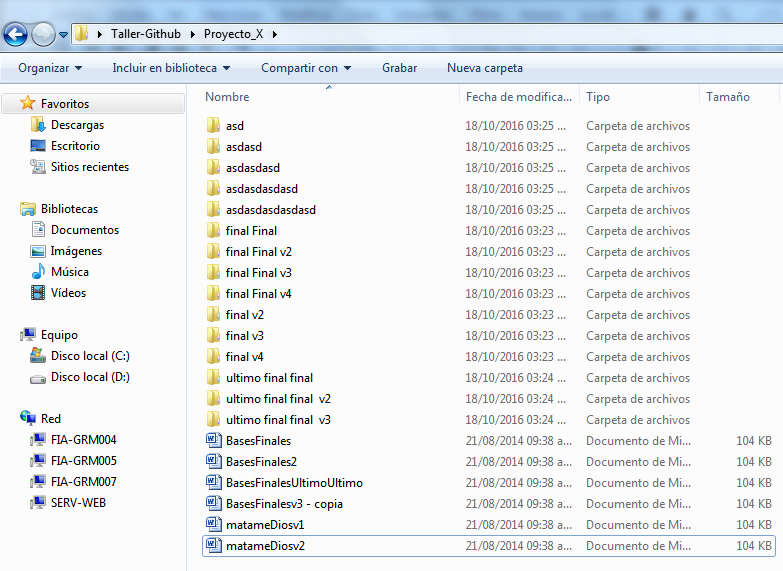 Taller-Github Proyecto_X
Organizar Incluir en biblioteca Compartir con Grabar Nueva carpeta
Favoritos
Descargas
Escritorio
Sitios recientes
Bibliotecas
Documentos
Imágenes
Música
Vídeos
Equipo
Disco local (C:)
Disco local (D:)
Red
FIA-GRM004
FIA-GRM005
FIA-GRM007
SERV-WEB
Nombre Fecha de modifica... Tipo Tamaño
asd 18/10/2016 03:25 ... Carpeta de archivos
asdasd 18/10/2016 03:25 ... Carpeta de archivos
asdasdasd 18/10/2016 03:25 ... Carpeta de archivos
asdasdasdasd 18/10/2016 03:25 ... Carpeta de archivos
asdasdasdasdasd 18/10/2016 03:25 ... Carpeta de archivos
final Final 18/10/2016 03:23 ... Carpeta de archivos
final Final v2 18/10/2016 03:23 ... Carpeta de archivos
final Final v3 18/10/2016 03:23 ... Carpeta de archivos
final Final v4 18/10/2016 03:23 ... Carpeta de archivos
final v2 18/10/2016 03:23 ... Carpeta de archivos
final v3 18/10/2016 03:23 ... Carpeta de archivos
final v4 18/10/2016 03:23 ... Carpeta de archivos
ultimo final final 18/10/2016 03:24 ... Carpeta de archivos
ultimo final final  v2 18/10/2016 03:24 ... Carpeta de archivos
ultimo final final  v3 18/10/2016 03:24 ... Carpeta de archivos
BasesFinales 21/08/2014 09:38 a... Documento de Mi... 104 KB
BasesFinales2 21/08/2014 09:38 a... Documento de Mi... 104 KB
BasesFinalesUltimoUltimo 21/08/2014 09:38 a... Documento de Mi... 104 KB
BasesFinalesv3 - copia 21/08/2014 09:38 a... Documento de Mi... 104 KB
matameDiosv1 21/08/2014 09:38 a... Documento de Mi... 104 KB
matameDiosv2 21/08/2014 09:38 a... Documento de Mi... 104 KB